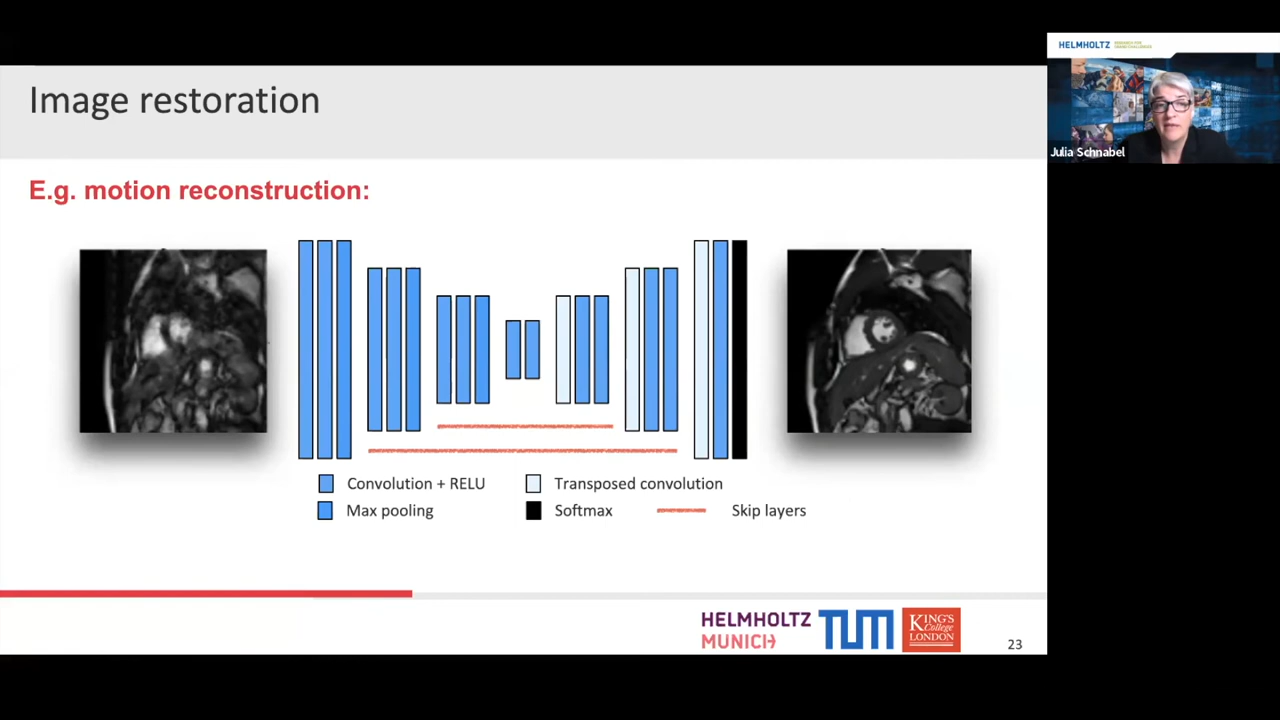 Image restoration
E.g. motion reconstruction:
Convolution + RELU
Transposed convolution
Max pooling
Softmax
Skip layers
HELMHOLTZ
MUNICH
TUM
KING'S
College
LONDON
23
HELMHOLTZ
Julia Schnabel